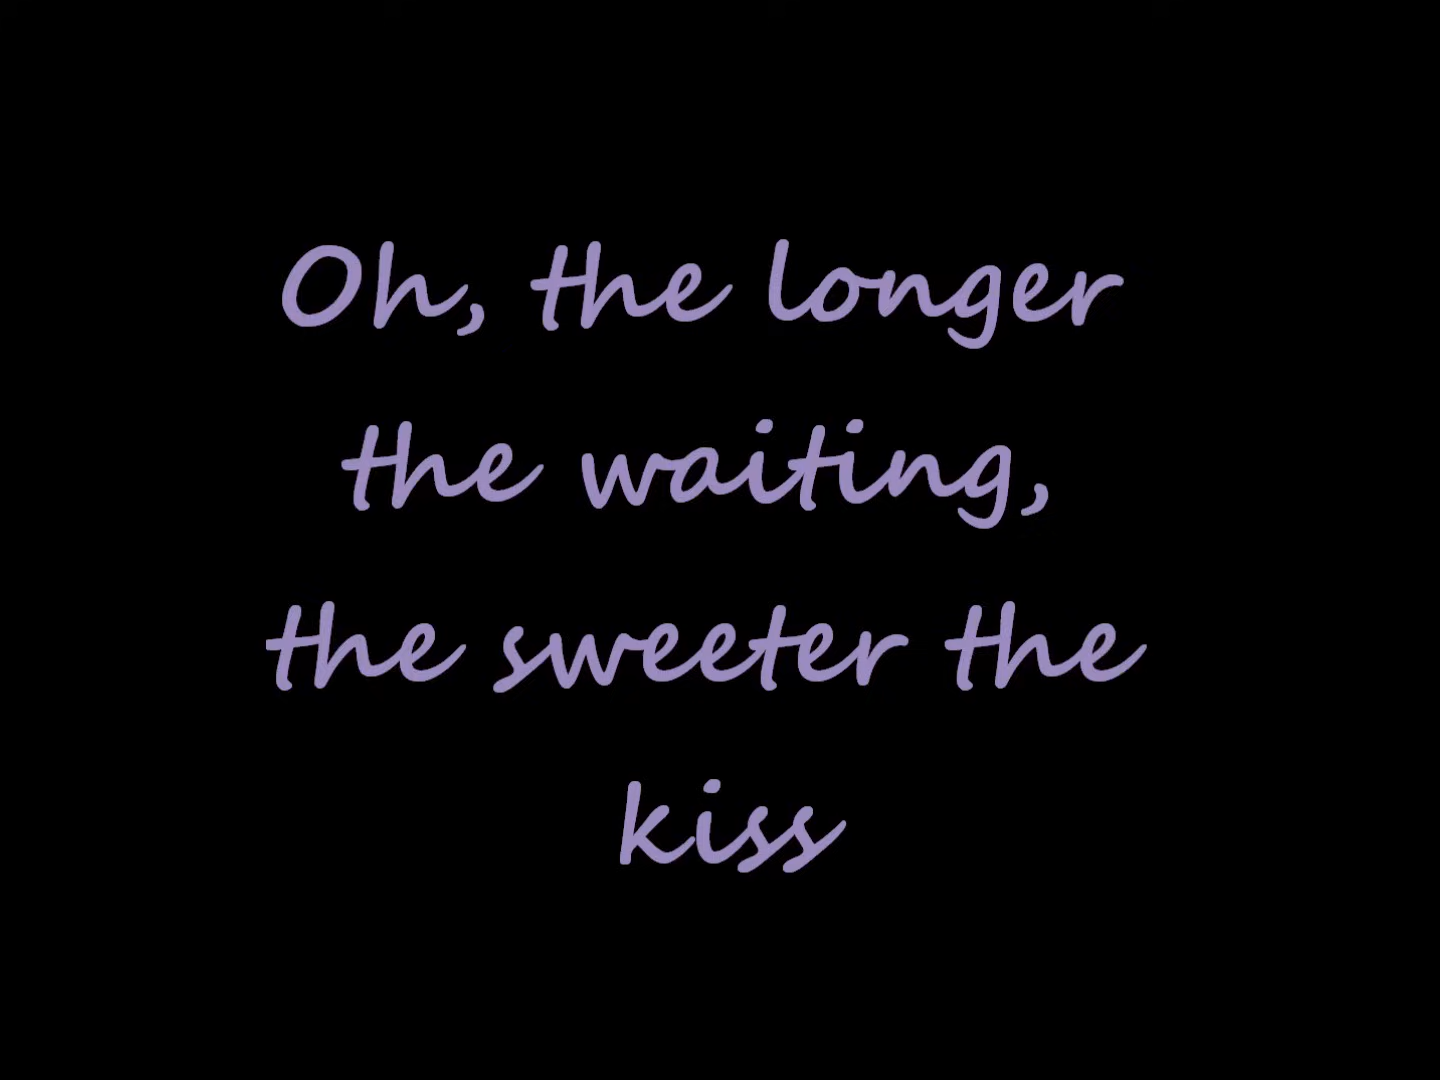 Oh, the longer
the waiting,
the sweeter the
kiss